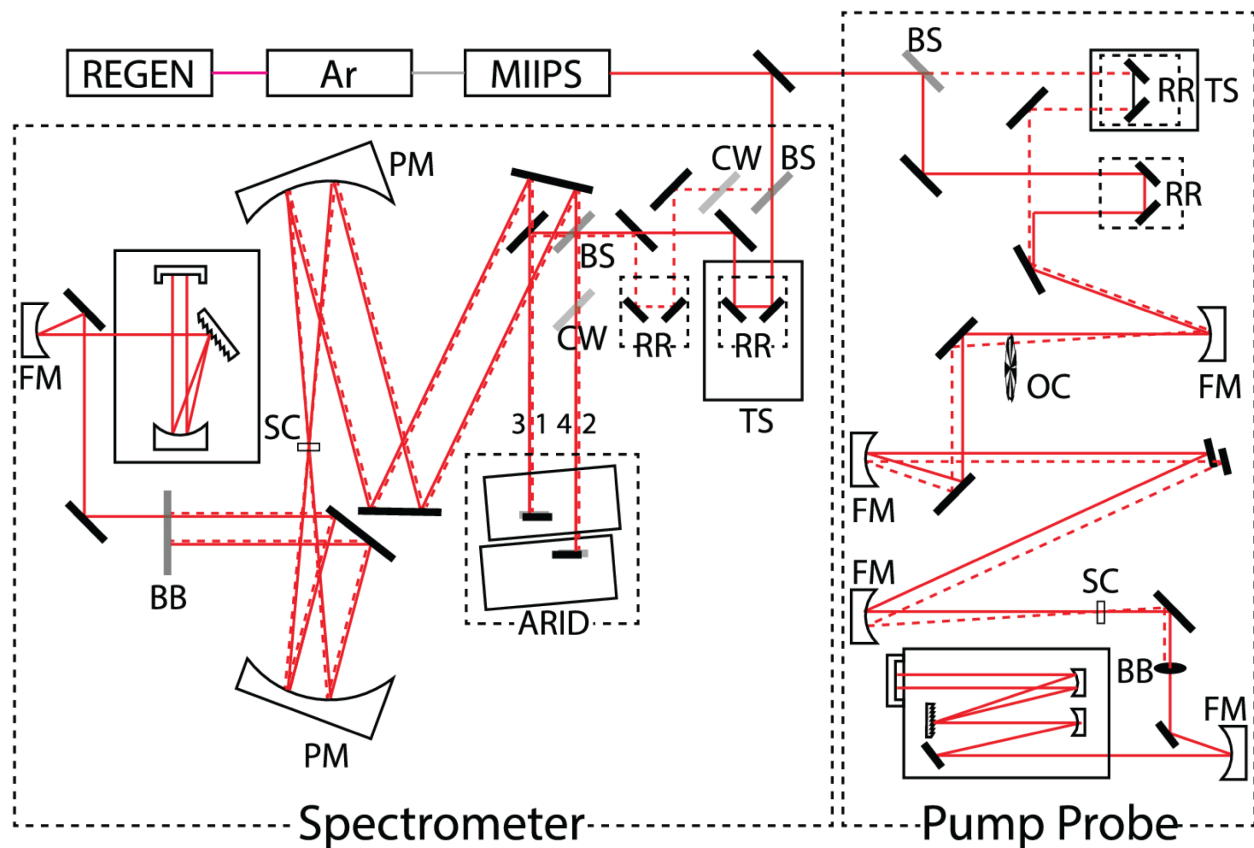 REGEN
Ar
MIIPS
BS
RR
TS
PM
CW
BS
RR
BS
FM
CW
RR
RR
TS
OC
FM
SC
3
1
4
2
FM
BB
ARID
FM
SC
PM
BB
FM
Spectrometer
Pump Probe